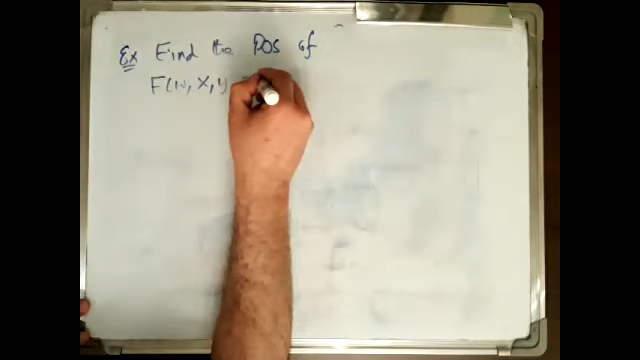 Ex Find the POS of
F(w, x, y